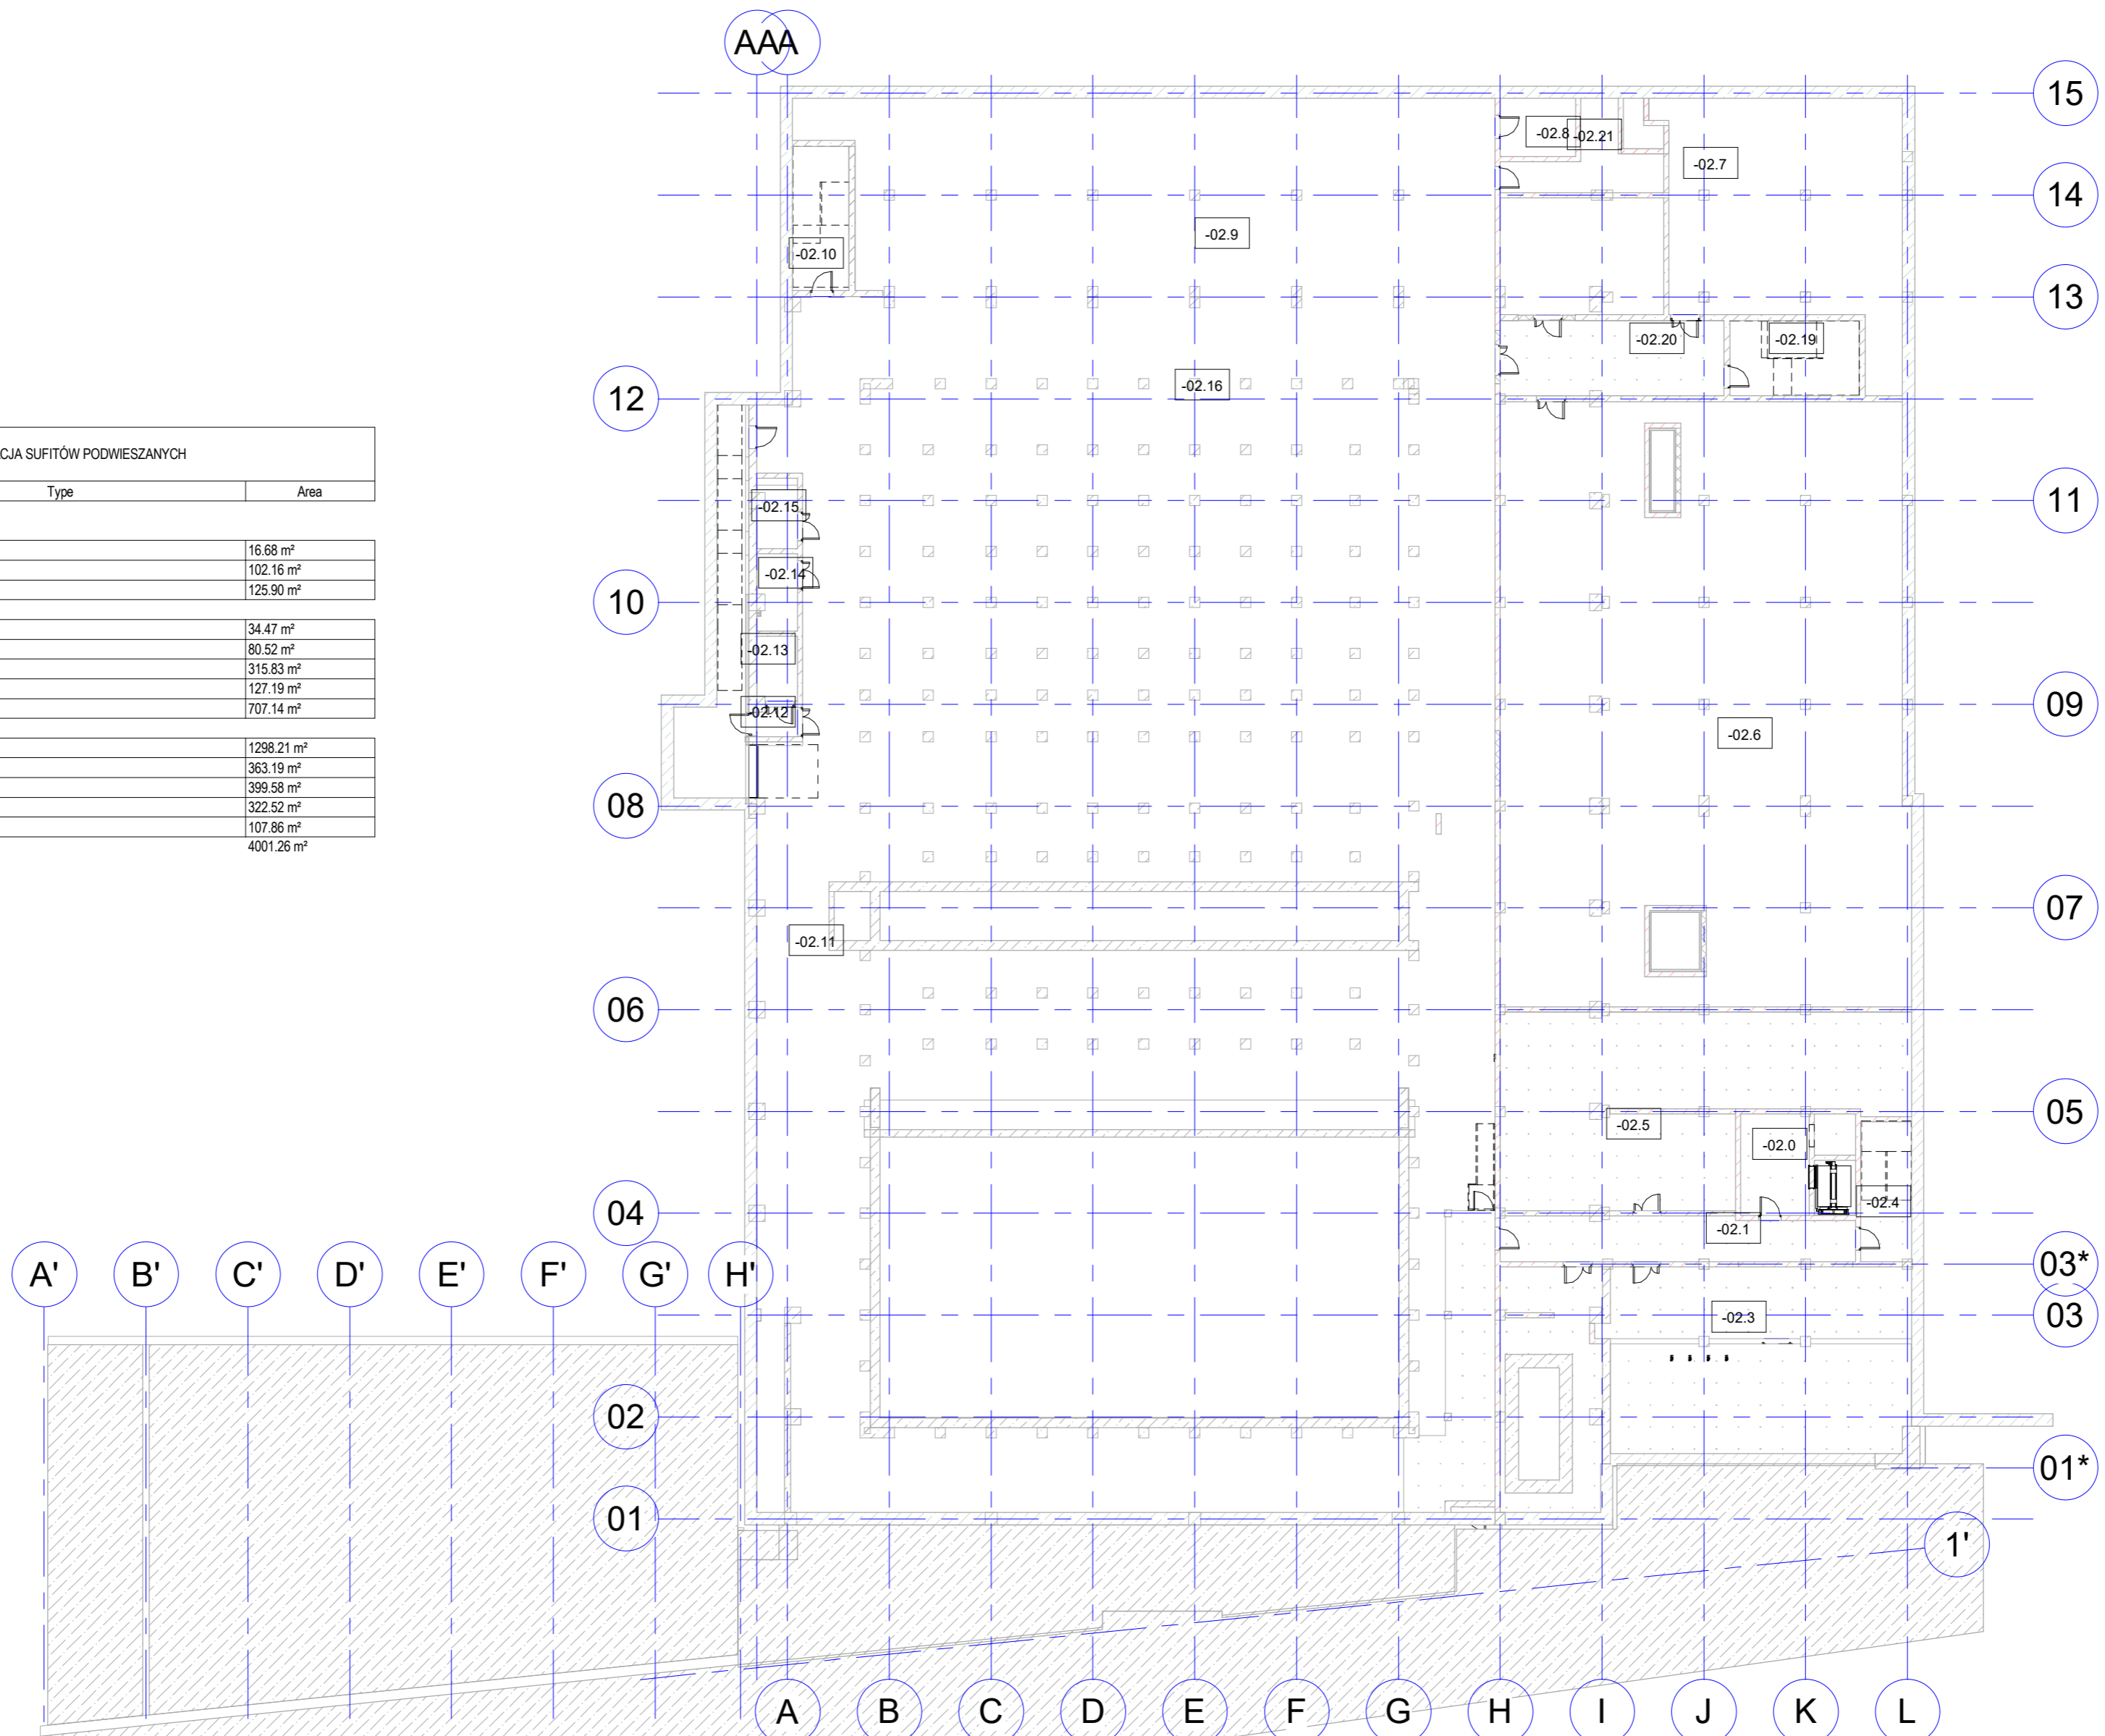 AA
A
15
-02.8
-02.21
-02.7
14
-02.9
-02.10
13
-02.20
-02.19
12
-02.16
CJA SUFITÓW PODWIESZANYCH
Type
Area
11
-02.15
16.68 m²
102.16 m²
125.90 m²
-02.14
10
34.47 m²
80.52 m²
315.83 m²
127.19 m²
707.14 m²
-02.13
-02.12
09
-02.6
1298.21 m²
363.19 m²
399.58 m²
322.52 m²
107.86 m²
4001.26 m²
08
07
-02.11
06
05
-02.5
-02.0
-02.4
04
-02.1
A'
B'
C'
D'
E'
F'
G'
H'
03*
03
-02.3
02
01*
01
1'
A
B
C
D
E
F
G
H
I
J
K
L